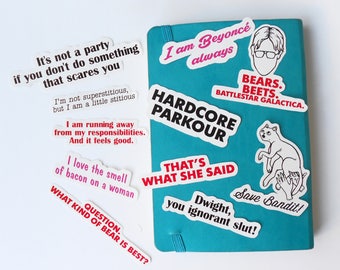 It's not a party
if you don't do something
that scares you
I'm not superstitious,
but I am a little stitious
I am running away
from my responsibilities.
And it feels good.
I love the smell
of bacon on a woman
QUESTION.
WHAT KIND OF BEAR IS BEST?
I am Beyoncé
always
BEARS.
BEETS.
BATTLESTAR GALACTICA.
HARDCORE
PARKOUR
THAT'S
WHAT SHE SAID
Dwight,
you ignorant slut!
Save Bandit!